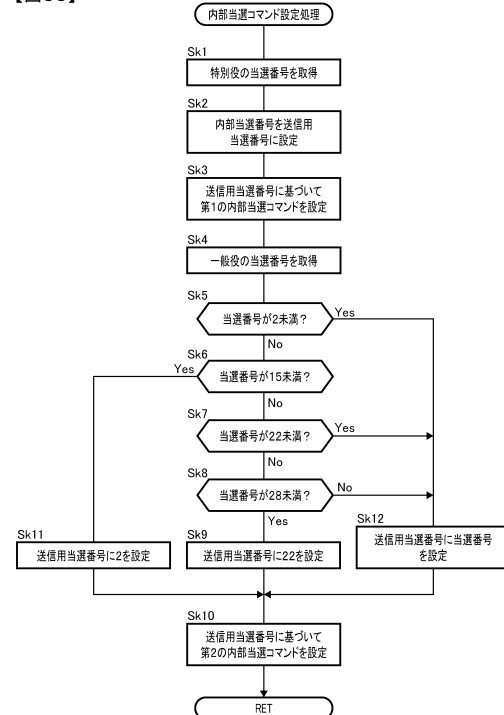 内部当選コマンド設定処理
Sk1
特別役の当選番号を取得
Sk2
内部当選番号を送信用
当選番号に設定
Sk3
送信用当選番号に基づいて
第1の内部当選コマンドを設定
Sk4
一般役の当選番号を取得
Sk5
当選番号が2未満?
Yes
No
Sk6
当選番号が15未満?
Yes
No
Sk7
当選番号が22未満?
Yes
No
Sk8
当選番号が28未満?
No
Yes
Sk11
送信用当選番号に2を設定
Sk9
送信用当選番号に22を設定
Sk12
送信用当選番号に当選番号
を設定
Sk10
送信用当選番号に基づいて
第2の内部当選コマンドを設定
RET